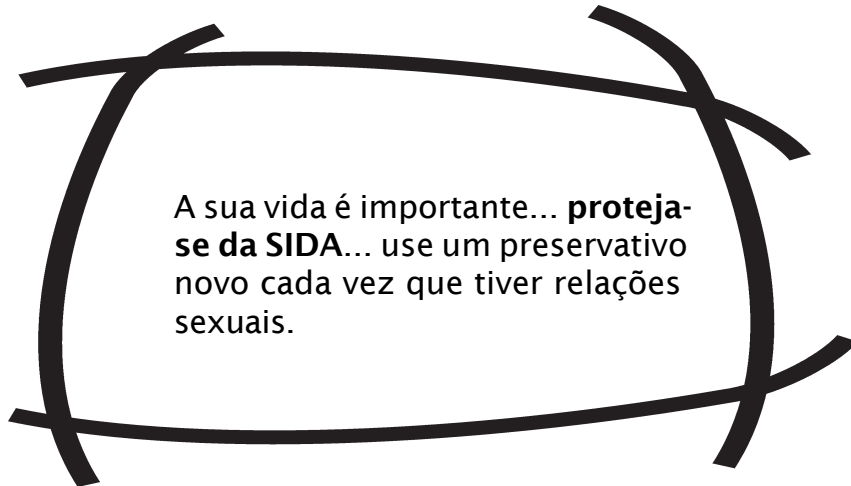 A sua vida é importante... proteja-
se da SIDA... use um preservativo
novo cada vez que tiver relações
sexuais.